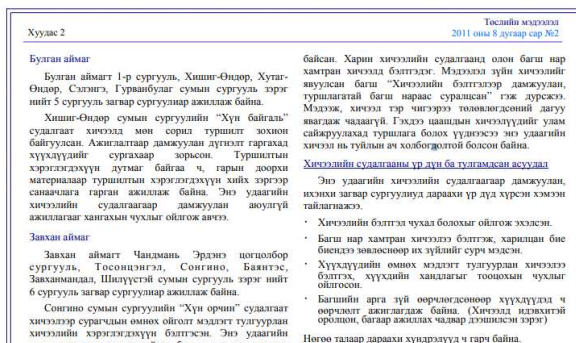 Хуудас 2
Төслийн мэдээлэл
2011 оны 8 дугаар сар №2
Булган аймаг
Булган аймагт 1-р сургууль, Хишиг-Өндөр, Хутаг-
Өндөр, Сэлэнгэ, Гурванбулаг сумын сургууль зэрэг
нийт 5 сургууль загвар сургуулиар ажиллаж байна.
Хишиг-Өндөр сумын сургуулийн “Хүн байгаль”
судалгаат хичээлд мөн сорил туршилт зохион
байгуулсан. Ажиглалтаар дамжуулан дүгнэлт гаргахад
хүүхдүүдийг сургахаар зорьсон. Туршилтын
хэрэглэгдэхүүн дутмаг байгаа ч, гарын доорхи
материалаар туршилтын хэрэглэгдэхүүн хийх зэргээр
санаачлага гарган ажиллаж байна. Энэ удаагийн
хичээлийн судалгаагаар дамжуулан аюулгүй
ажиллагааг хангахын чухлыг ойлгож авчээ.
Завхан аймаг
Завхан аймагт Чандмань Эрдэнэ цогцолбор
сургууль, Тосонцэнгэл, Сонгино, Баянтэс,
Завханмандал, Шилүүстэй сумын сургууль зэрэг нийт
6 сургууль загвар сургуулиар ажиллаж байна.
Сонгино сумын сургуулийн “Хүн орчин” судалгаат
хичээлээр сурагчдын өмнөх ойголт мэдлэгт тулгуурлан
хичээлийн хэрэглэгдэхүүн бэлтгэсэн. Энэ удаагийн
байсан. Харин хичээлийн судалгаанд олон багш нар
хамтран хичээлд бэлтгэдэг. Мэдээлэл зүйн хичээлийг
явуулсан багш “Хичээлийн бэлтгэлээр дамжуулан,
туршлагатай багш нараас суралцсан” гэж дурсжээ.
Мэдээж, хичээл тэр чигээрээ төлөвлөгдсөний дагуу
явагдаж чадаагүй. Гэхдээ цаашдын хичээлүүдийг улам
сайжруулахад туршлага болох үүднээсээ энэ удаагийн
хичээл нь туйлын ач холбогдолтой болсон байна.
Хичээлийн судалгааны үр дүн ба тулгамдсан асуудал
Энэ удаагийн хичээлийн судалгаагаар дамжуулан,
ихэнхи загвар сургуулиуд дараахи үр дүд хүрсэн хэмээн
тайлагнажээ.
· Хичээлийн бэлтгэл чухал болохыг ойлгож эхэлсэн.
· Багш нар хамтран хичээлээ бэлтгэж, харилцан бие
биендээ зөвлөснөөр их зүйлийг сурч мэдсэн.
· Хүүхдүүдийн өмнөх мэдлэгт тулгуурлан хичээлээ
бэлтгэх, хүүхдийн хандлагыг тооцохын чухлыг
ойлгосон.
· Багшийн арга зүй өөрчлөгдсөнөөр хүүхдүүдэд ч
өөрчлөлт ажиглагдаж байна. (Хичээлд идэвхитэй
оролцон, багаар ажиллах чадвар дээшилсэн зэрэг)
Нөгөө талаар дараахи хүндрэлүүд ч гарч байна.